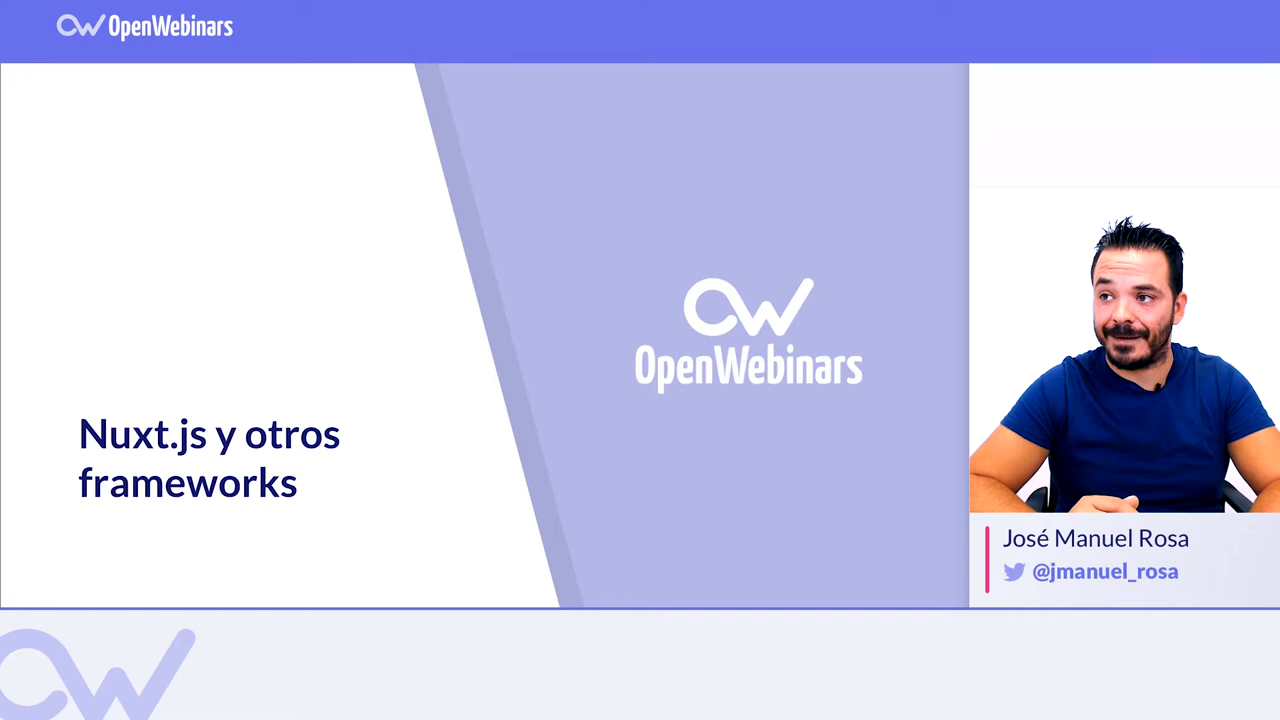 OpenWebinars
OpenWebinars
Nuxt.js y otros
frameworks
José Manuel Rosa
@jmanuel_rosa